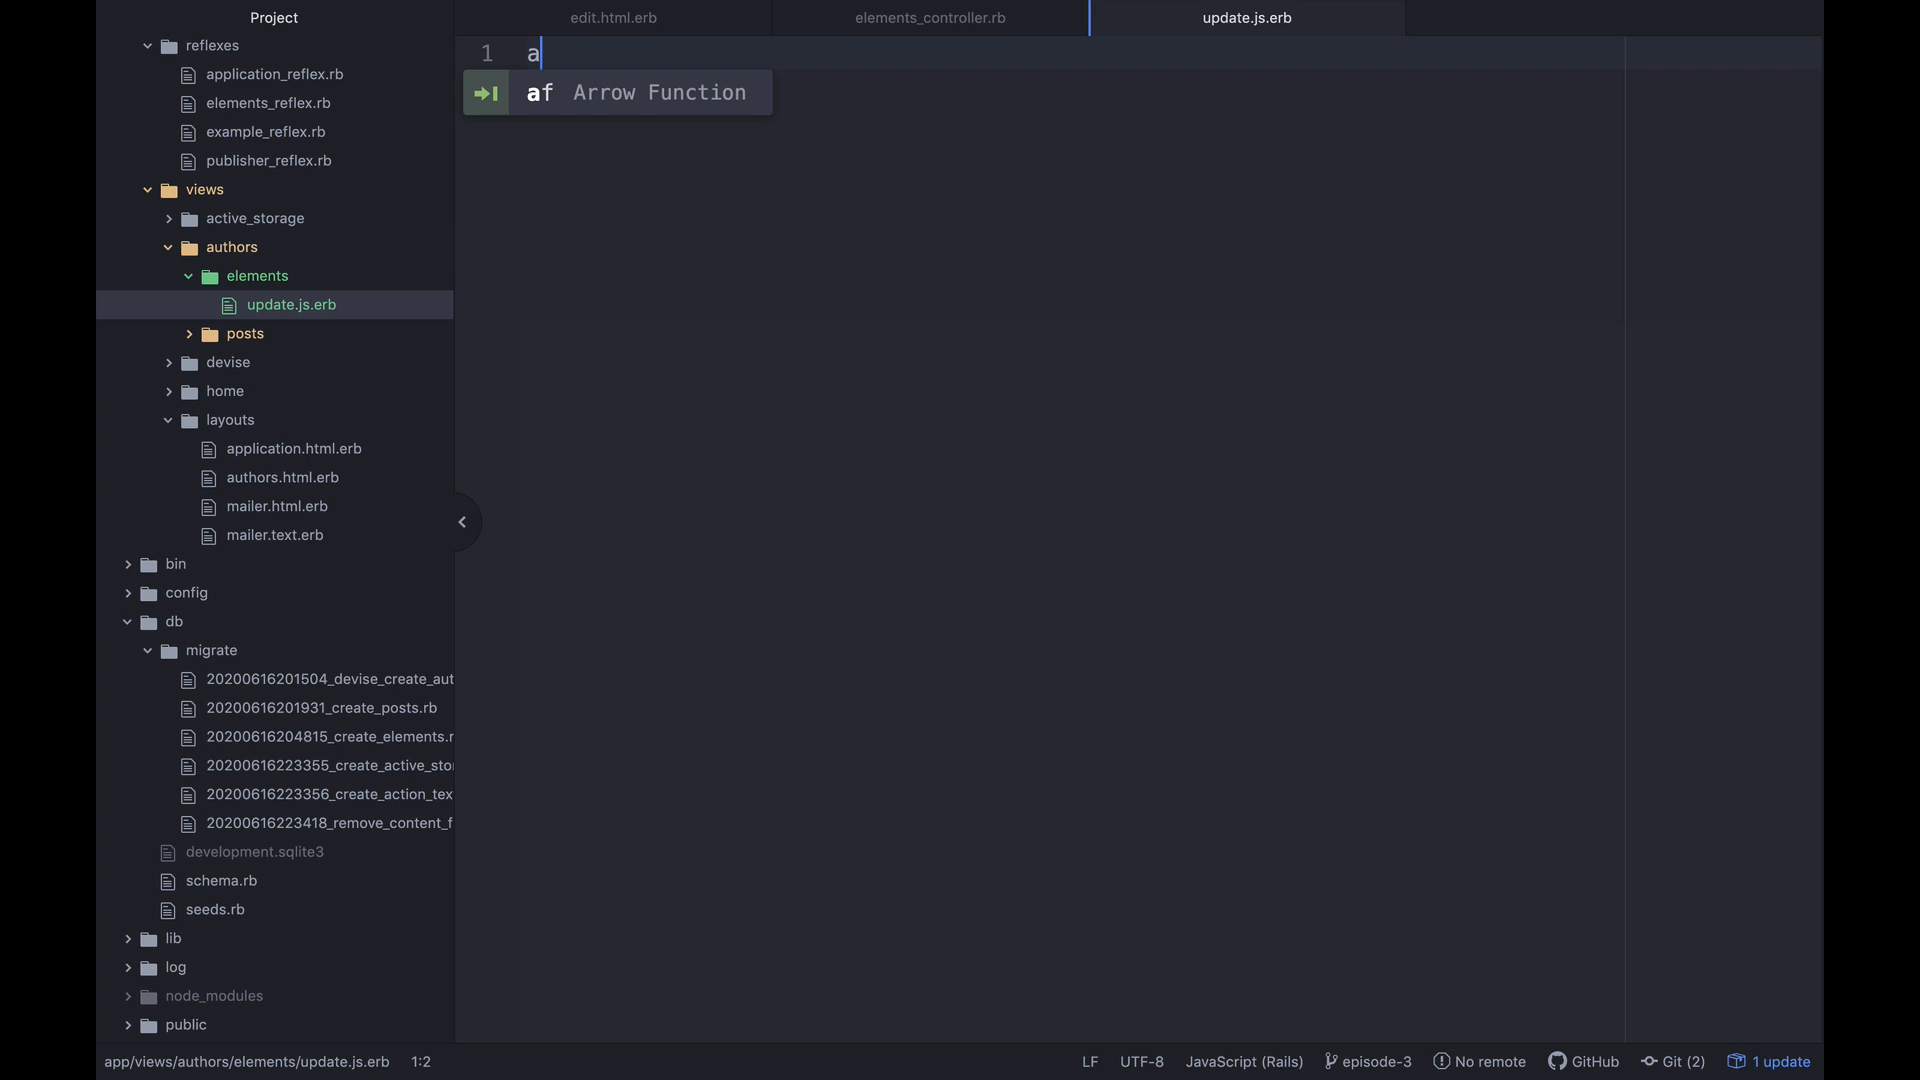 Project
edit.html.erb
elements_controller.rb
update.js.erb
reflexes
application_reflex.rb
elements_reflex.rb
example_reflex.rb
publisher_reflex.rb
views
active_storage
authors
elements
update.js.erb
posts
devise
home
layouts
application.html.erb
authors.html.erb
mailer.html.erb
mailer.text.erb
bin
config
db
migrate
20200616201504_devise_create_aut
20200616201931_create_posts.rb
20200616204815_create_elements.r
20200616223355_create_active_sto
20200616223356_create_action_tex
20200616223418_remove_content_f
development.sqlite3
schema.rb
seeds.rb
lib
log
node_modules
public
1 a
af Arrow Function
app/views/authors/elements/update.js.erb 1:2
LF UTF-8 JavaScript (Rails) episode-3 No remote GitHub Git (2) 1 update